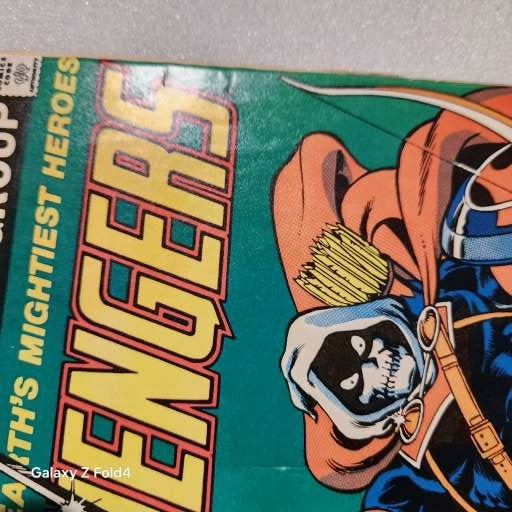 GROUP
EARTH'S MIGHTIEST HEROES
ENGERS
Galaxy Z Fold4